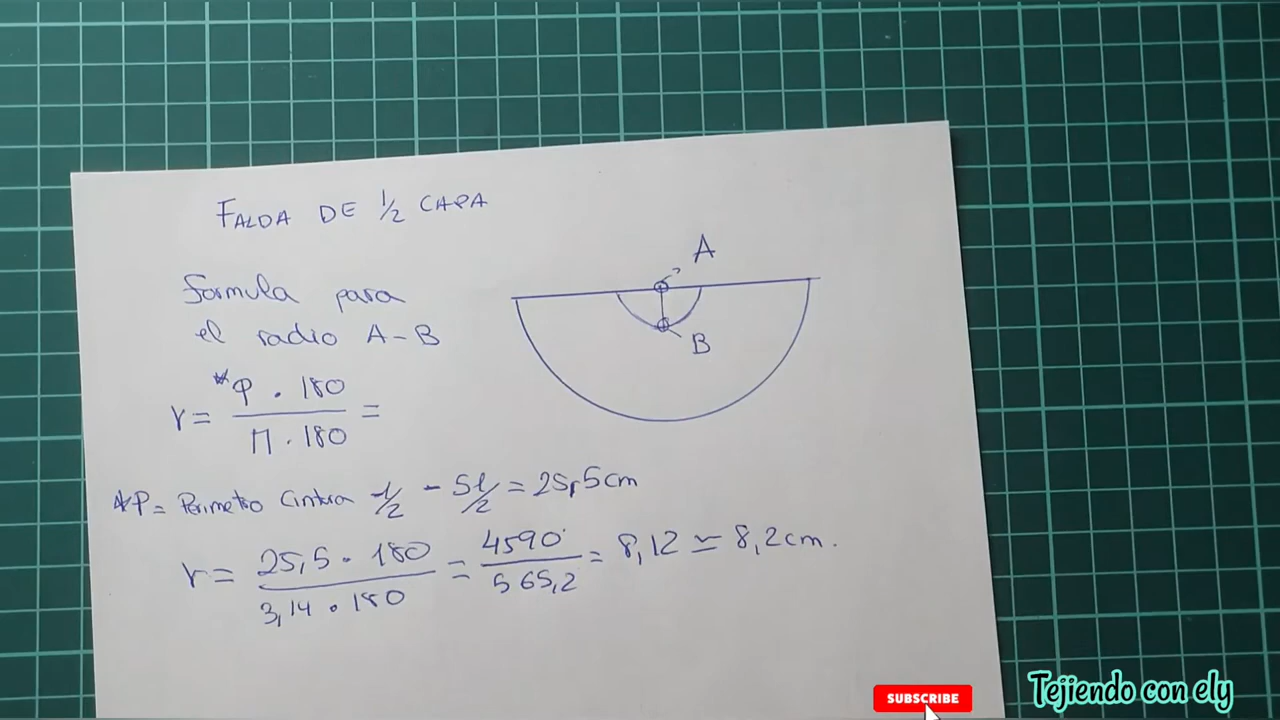 FALDA DE 1/2 CAPA
A
formula para
el radio A-B
B
*P . 180
r = ――― =
π . 180
*P = Perimetro Cintura 1/2 - 51/2 = 25,5cm
r = 25,5 . 180 / 3,14 . 180 = 4590 / 565,2 = 8,12 ≃ 8,2cm.
SUBSCRIBE
Tejiendo con ely